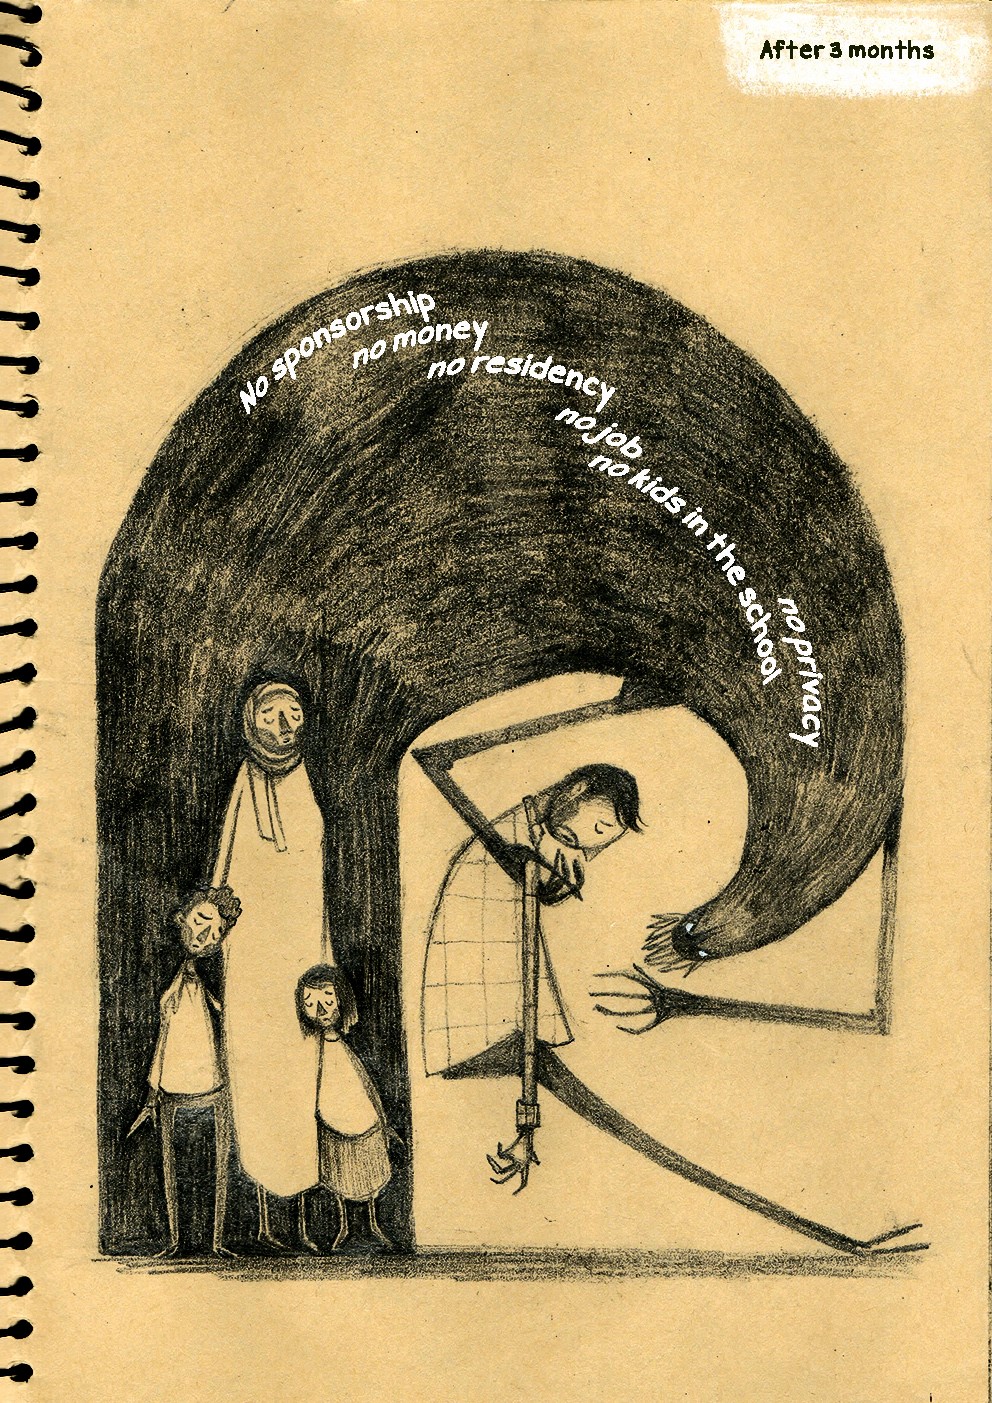 After 3 months
No sponsorship
no money
no residency
no job
no kids in the school
no privacy